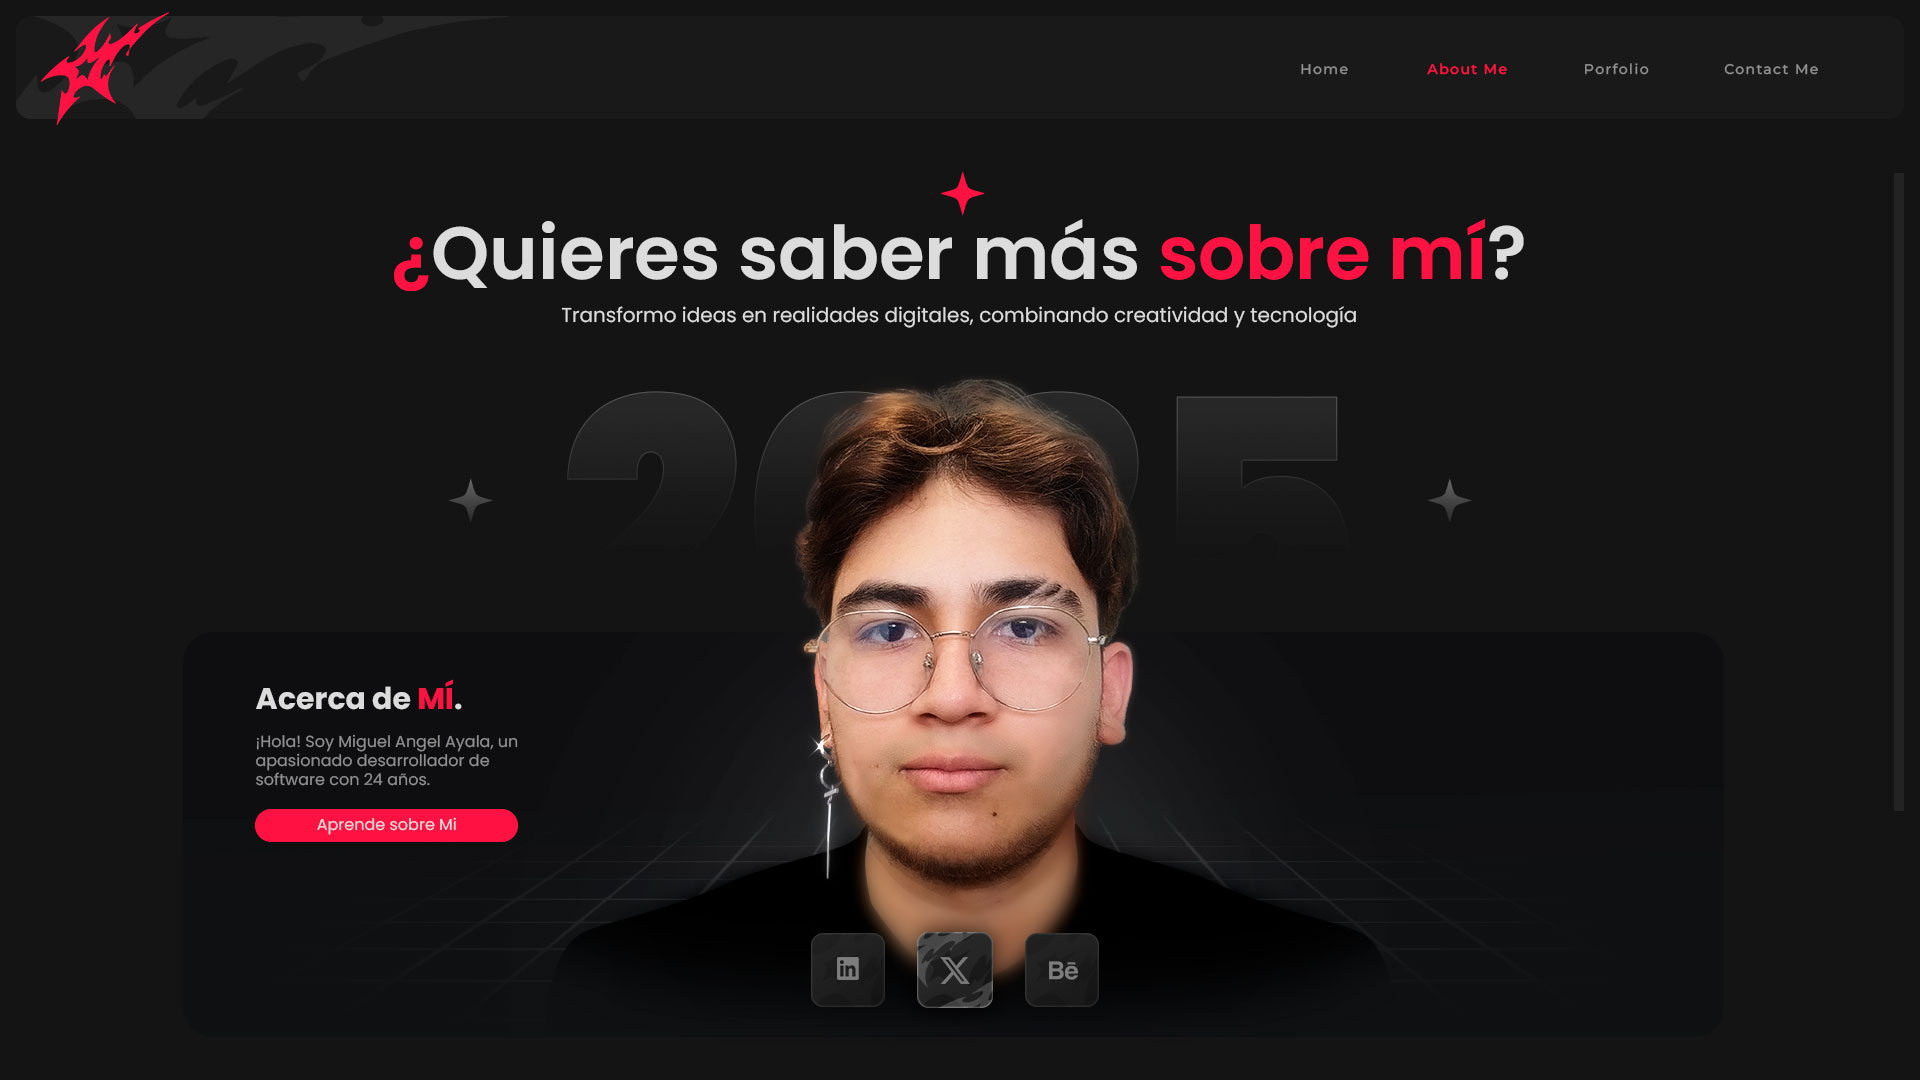 Home
About Me
Porfolio
Contact Me
¿Quieres saber más sobre mí?
Transformo ideas en realidades digitales, combinando creatividad y tecnología
2025
Acerca de MÍ.
¡Hola! Soy Miguel Angel Ayala, un
apasionado desarrollador de
software con 24 años.
Aprende sobre Mi
in
X
Bē